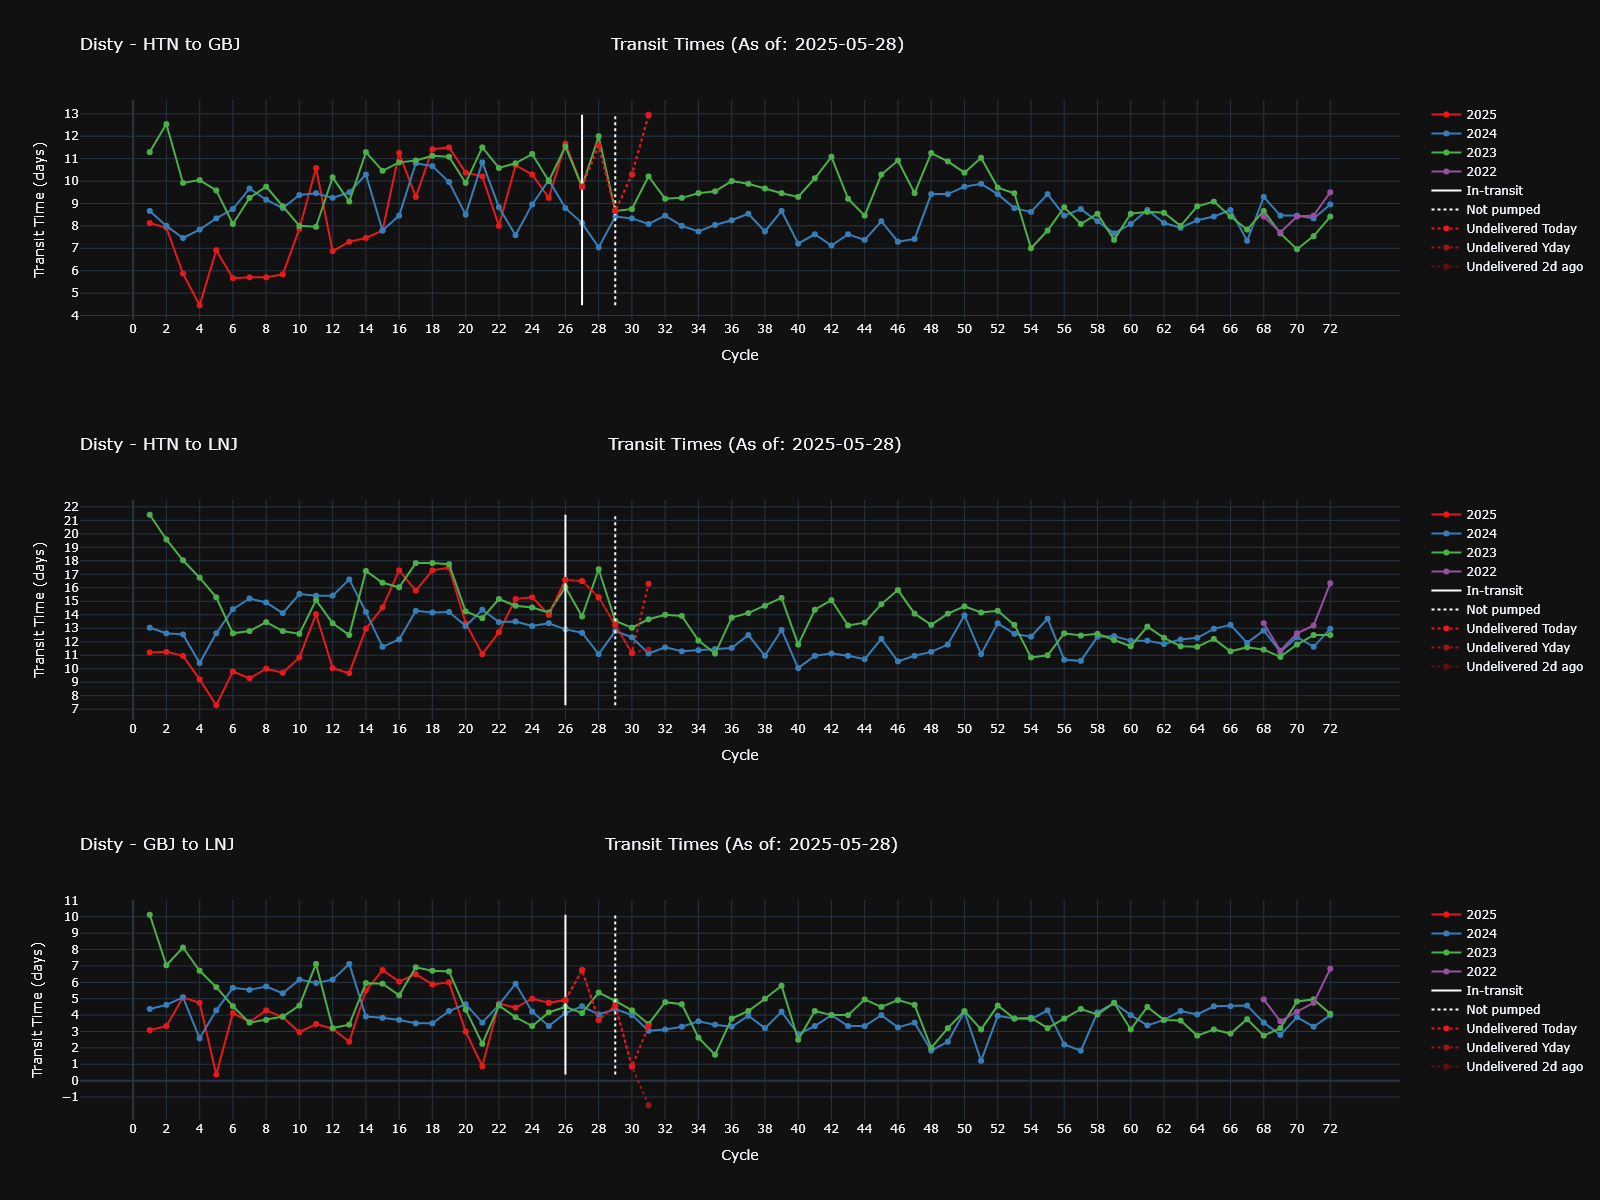 Disty - HTN to GBJ
Transit Times (As of: 2025-05-28)
Transit Time (days)
13
12
11
10
9
8
7
6
5
4
0 2 4 6 8 10 12 14 16 18 20 22 24 26 28 30 32 34 36 38 40 42 44 46 48 50 52 54 56 58 60 62 64 66 68 70 72
Cycle
2025
2024
2023
2022
In-transit
Not pumped
Undelivered Today
Undelivered Yday
Undelivered 2d ago
Disty - HTN to LNJ
Transit Times (As of: 2025-05-28)
Transit Time (days)
22
21
20
19
18
17
16
15
14
13
12
11
10
9
8
7
0 2 4 6 8 10 12 14 16 18 20 22 24 26 28 30 32 34 36 38 40 42 44 46 48 50 52 54 56 58 60 62 64 66 68 70 72
Cycle
2025
2024
2023
2022
In-transit
Not pumped
Undelivered Today
Undelivered Yday
Undelivered 2d ago
Disty - GBJ to LNJ
Transit Times (As of: 2025-05-28)
Transit Time (days)
11
10
9
8
7
6
5
4
3
2
1
0
−1
0 2 4 6 8 10 12 14 16 18 20 22 24 26 28 30 32 34 36 38 40 42 44 46 48 50 52 54 56 58 60 62 64 66 68 70 72
Cycle
2025
2024
2023
2022
In-transit
Not pumped
Undelivered Today
Undelivered Yday
Undelivered 2d ago